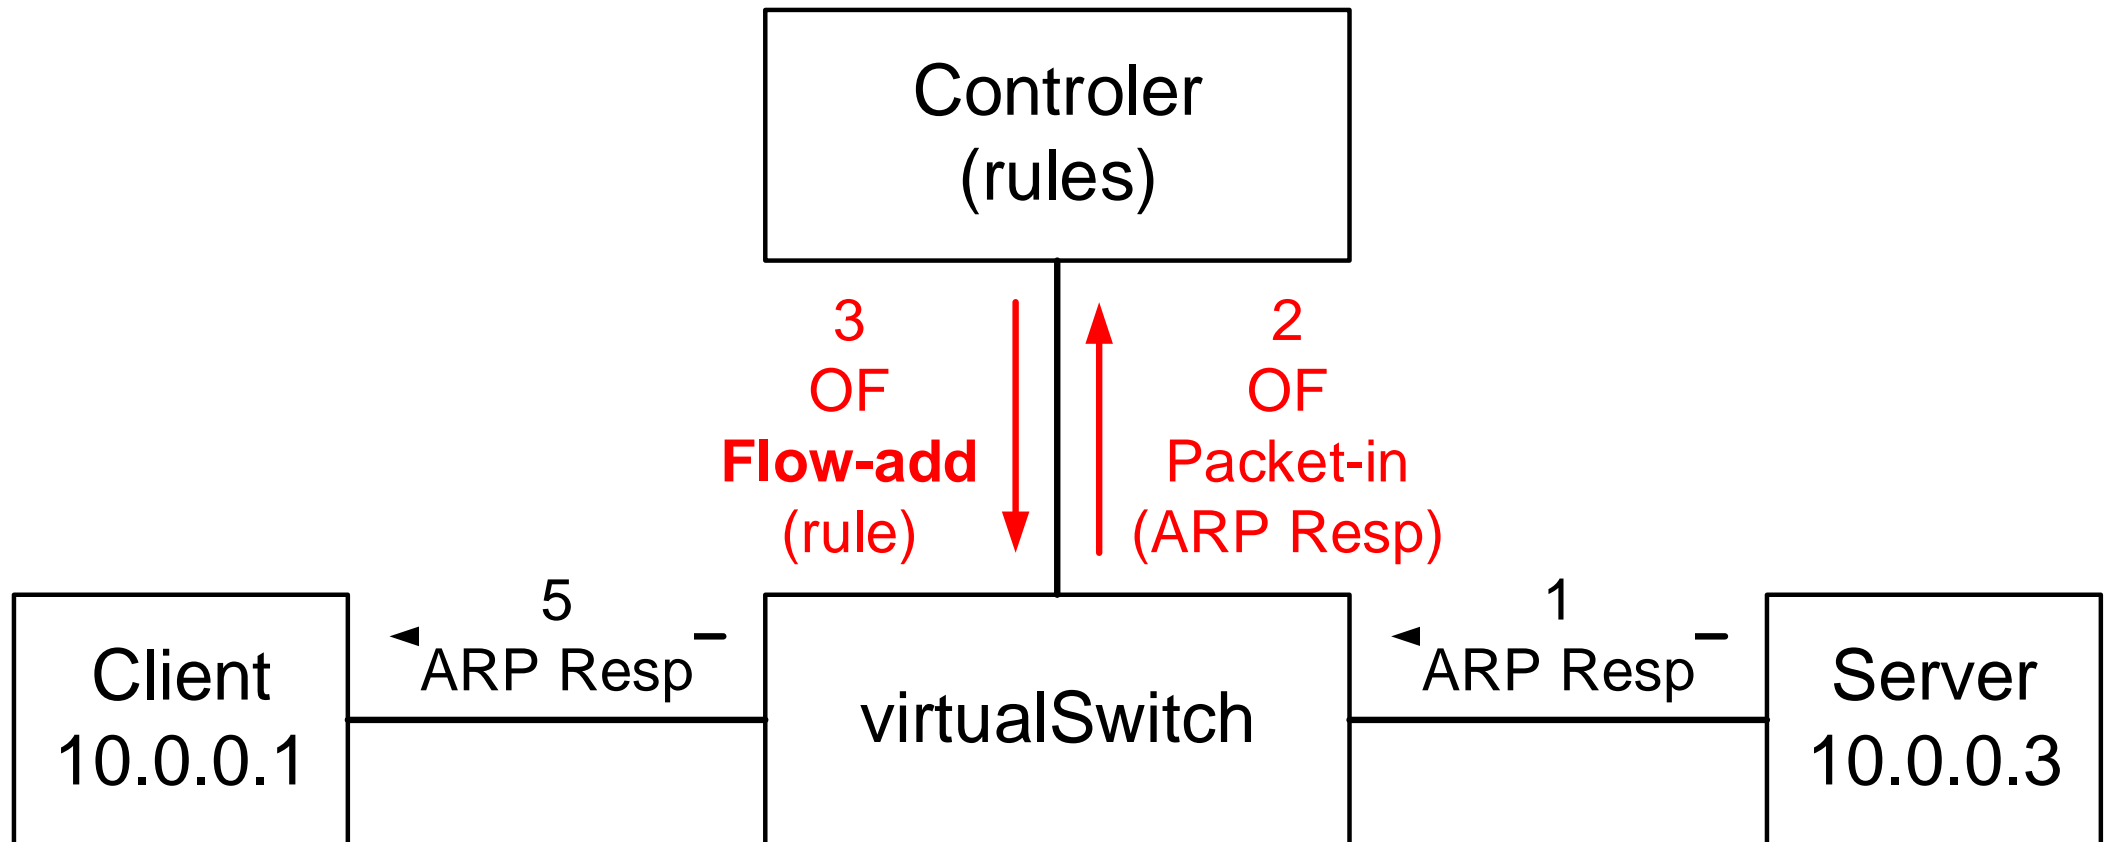 Controler
(rules)
3
OF
Flow-add
(rule)
2
OF
Packet-in
(ARP Resp)
5
ARP Resp
1
ARP Resp
Client
10.0.0.1
virtualSwitch
Server
10.0.0.3